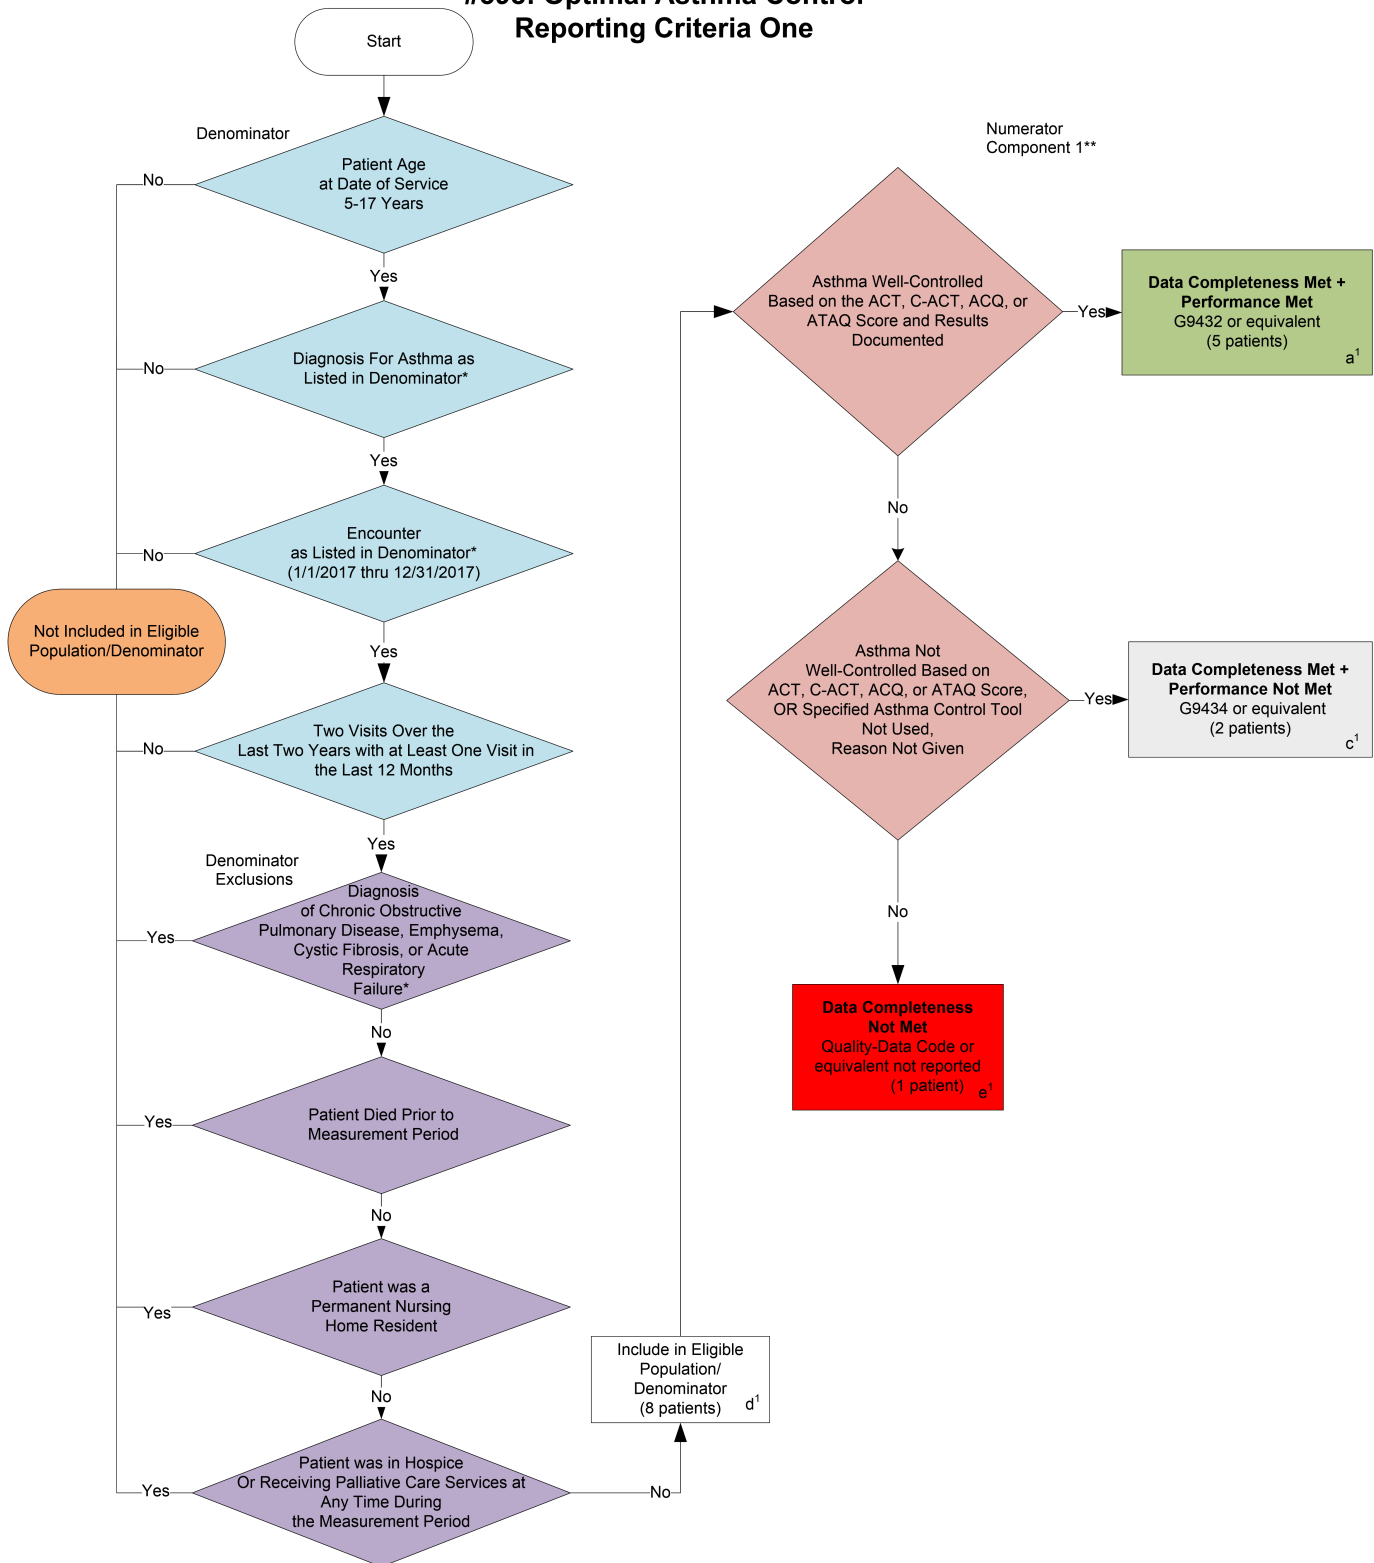 Reporting Criteria One
Start
Denominator
Patient Age
at Date of Service
5-17 Years
No
Yes
Diagnosis For Asthma as
Listed in Denominator*
No
Yes
Encounter
as Listed in Denominator*
(1/1/2017 thru 12/31/2017)
No
Yes
Not Included in Eligible
Population/Denominator
Two Visits Over the
Last Two Years with at Least One Visit in
the Last 12 Months
No
Yes
Denominator
Exclusions
Diagnosis
of Chronic Obstructive
Pulmonary Disease, Emphysema,
Cystic Fibrosis, or Acute
Respiratory
Failure*
Yes
No
Patient Died Prior to
Measurement Period
Yes
No
Patient was a
Permanent Nursing
Home Resident
Yes
No
Patient was in Hospice
Or Receiving Palliative Care Services at
Any Time During
the Measurement Period
Yes
No
Include in Eligible
Population/
Denominator
(8 patients) d¹
Numerator
Component 1**
Asthma Well-Controlled
Based on the ACT, C-ACT, ACQ, or
ATAQ Score and Results
Documented
Yes
Data Completeness Met +
Performance Met
G9432 or equivalent
(5 patients)
a¹
No
Asthma Not
Well-Controlled Based on
ACT, C-ACT, ACQ, or ATAQ Score,
OR Specified Asthma Control Tool
Not Used,
Reason Not Given
Yes
Data Completeness Met +
Performance Not Met
G9434 or equivalent
(2 patients)
c¹
No
Data Completeness
Not Met
Quality-Data Code or
equivalent not reported
(1 patient) e¹